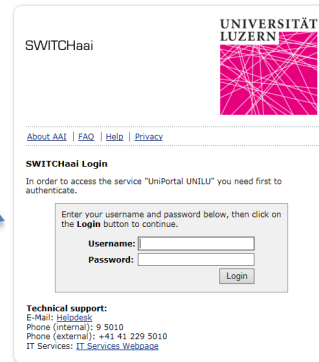 SWITCHaai
UNIVERSITÄT
LUZERN
About AAI | FAQ | Help | Privacy
SWITCHaai Login
In order to access the service "UniPortal UNILU" you need first to
authenticate.
Enter your username and password below, then click on
the Login button to continue.
Username:
Password:
Login
Technical support:
E-Mail: Helpdesk
Phone (internal): 9 5010
Phone (external): +41 41 229 5010
IT Services: IT Services Webpage